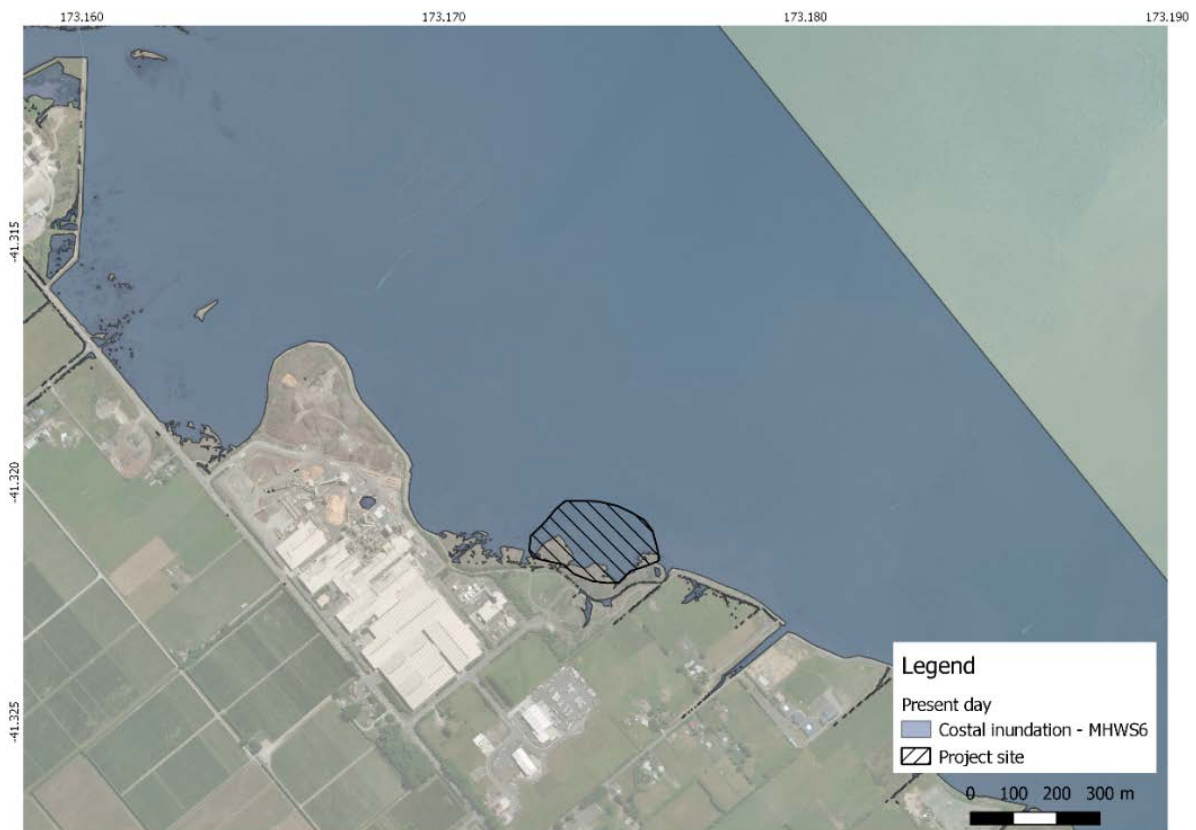 173.160 173.170 173.180 173.190
-41.315
-41.320
-41.325
Legend
Present day
Costal inundation - MHWS6
Project site
0 100 200 300 m